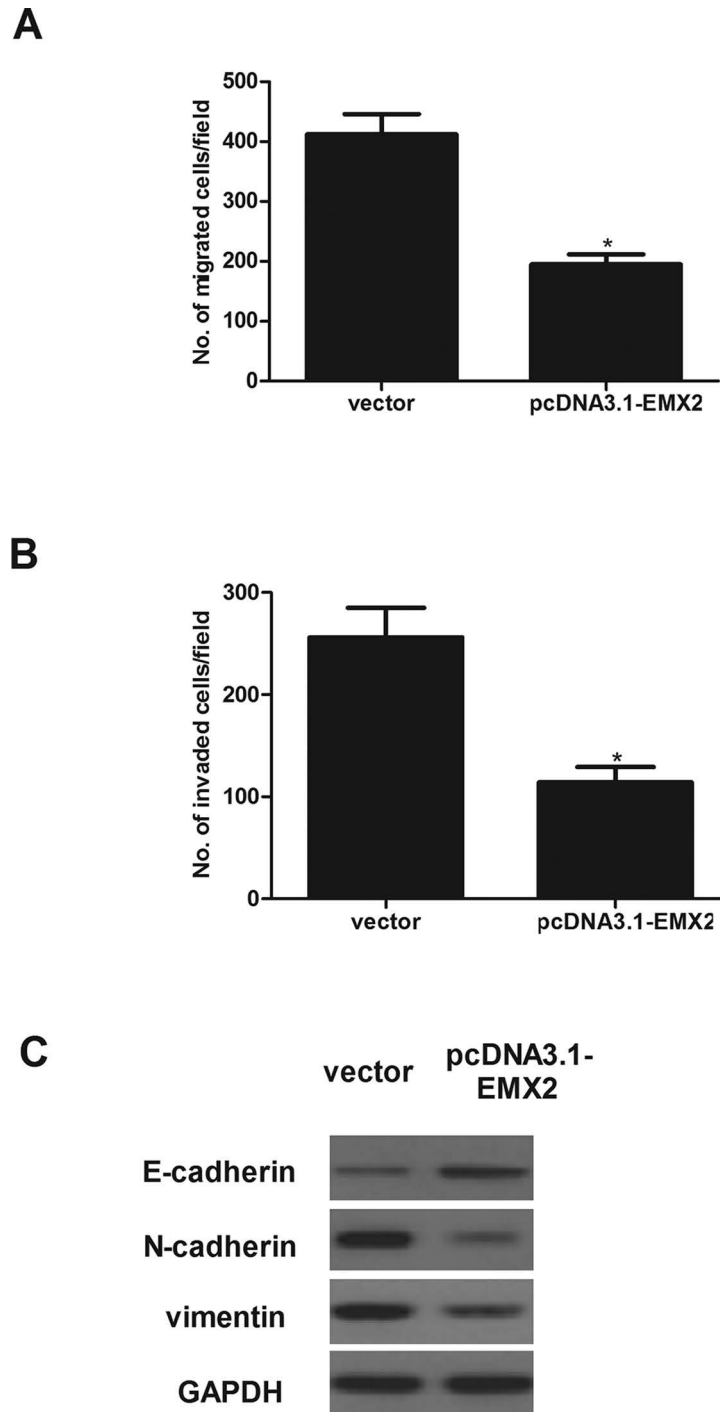 A
No. of migrated cells/field
500
400
300
200
100
0
*
vector
pcDNA3.1-EMX2
B
No. of invaded cells/field
300
200
100
0
*
vector
pcDNA3.1-EMX2
C
vector
pcDNA3.1-
EMX2
E-cadherin
N-cadherin
vimentin
GAPDH